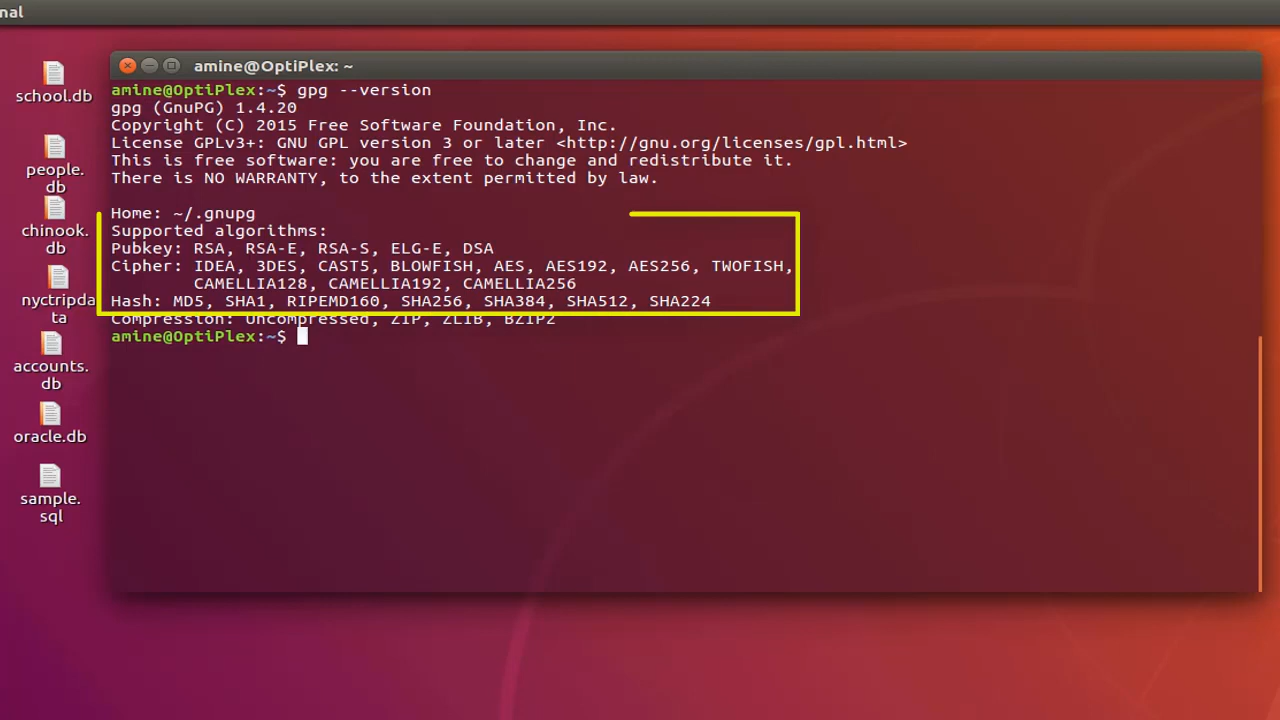 nal
amine@OptiPlex: ~
amine@OptiPlex:~$ gpg --version
gpg (GnuPG) 1.4.20
Copyright (C) 2015 Free Software Foundation, Inc.
License GPLv3+: GNU GPL version 3 or later <http://gnu.org/licenses/gpl.html>
This is free software: you are free to change and redistribute it.
There is NO WARRANTY, to the extent permitted by law.
Home: ~/.gnupg
Supported algorithms:
Pubkey: RSA, RSA-E, RSA-S, ELG-E, DSA
Cipher: IDEA, 3DES, CAST5, BLOWFISH, AES, AES192, AES256, TWOFISH,
CAMELLIA128, CAMELLIA192, CAMELLIA256
Hash: MD5, SHA1, RIPEMD160, SHA256, SHA384, SHA512, SHA224
Compression: Uncompressed, ZIP, ZLIB, BZIP2
amine@OptiPlex:~$
school.db
people.
db
chinook.
db
nyctripda
ta
accounts.
db
oracle.db
sample.
sql